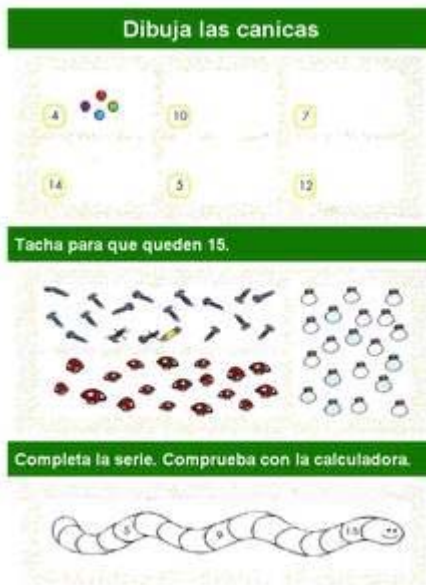 Dibuja las canicas
4 10 7
14 5 12
Tacha para que queden 15.
Completa la serie. Comprueba con la calculadora.
9